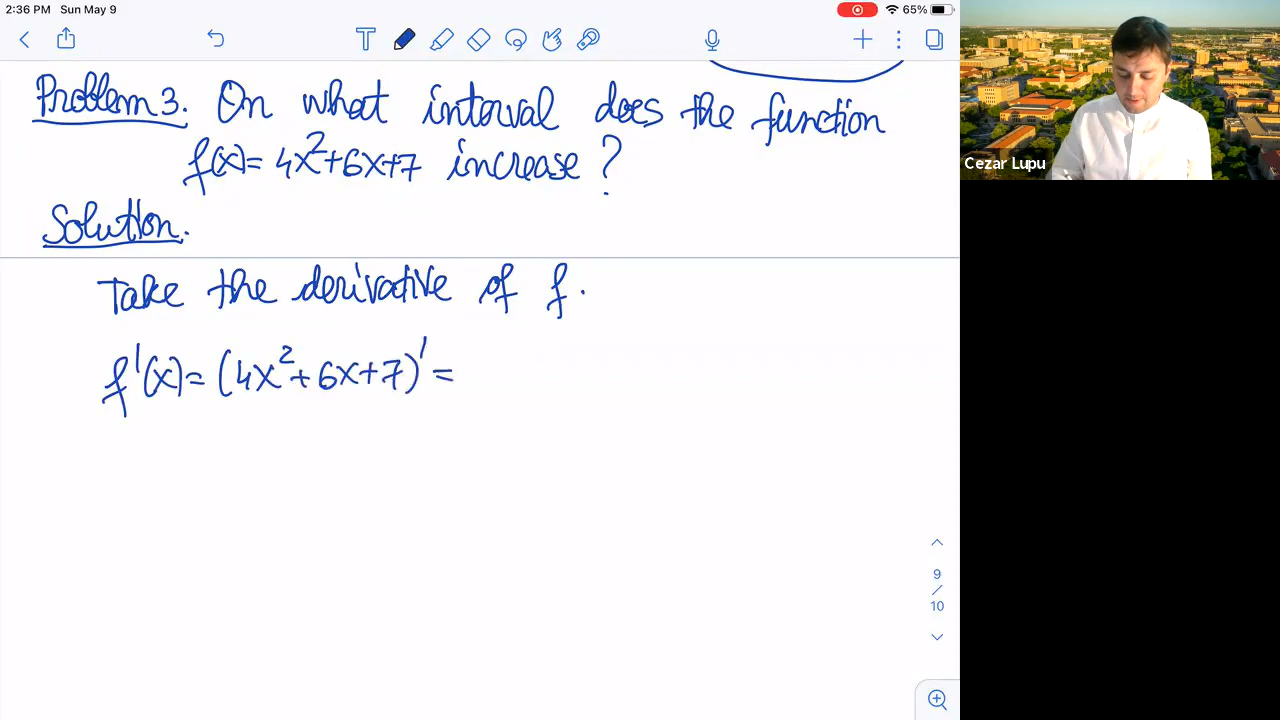 2:36 PM Sun May 9
65%
T
Problem 3. On what interval does the function
f(x)= 4x²+6x+7 increase ?
Solution.
Take the derivative of f.
f'(x)= (4x²+6x+7)' =
Cezar Lupu
9
/
10